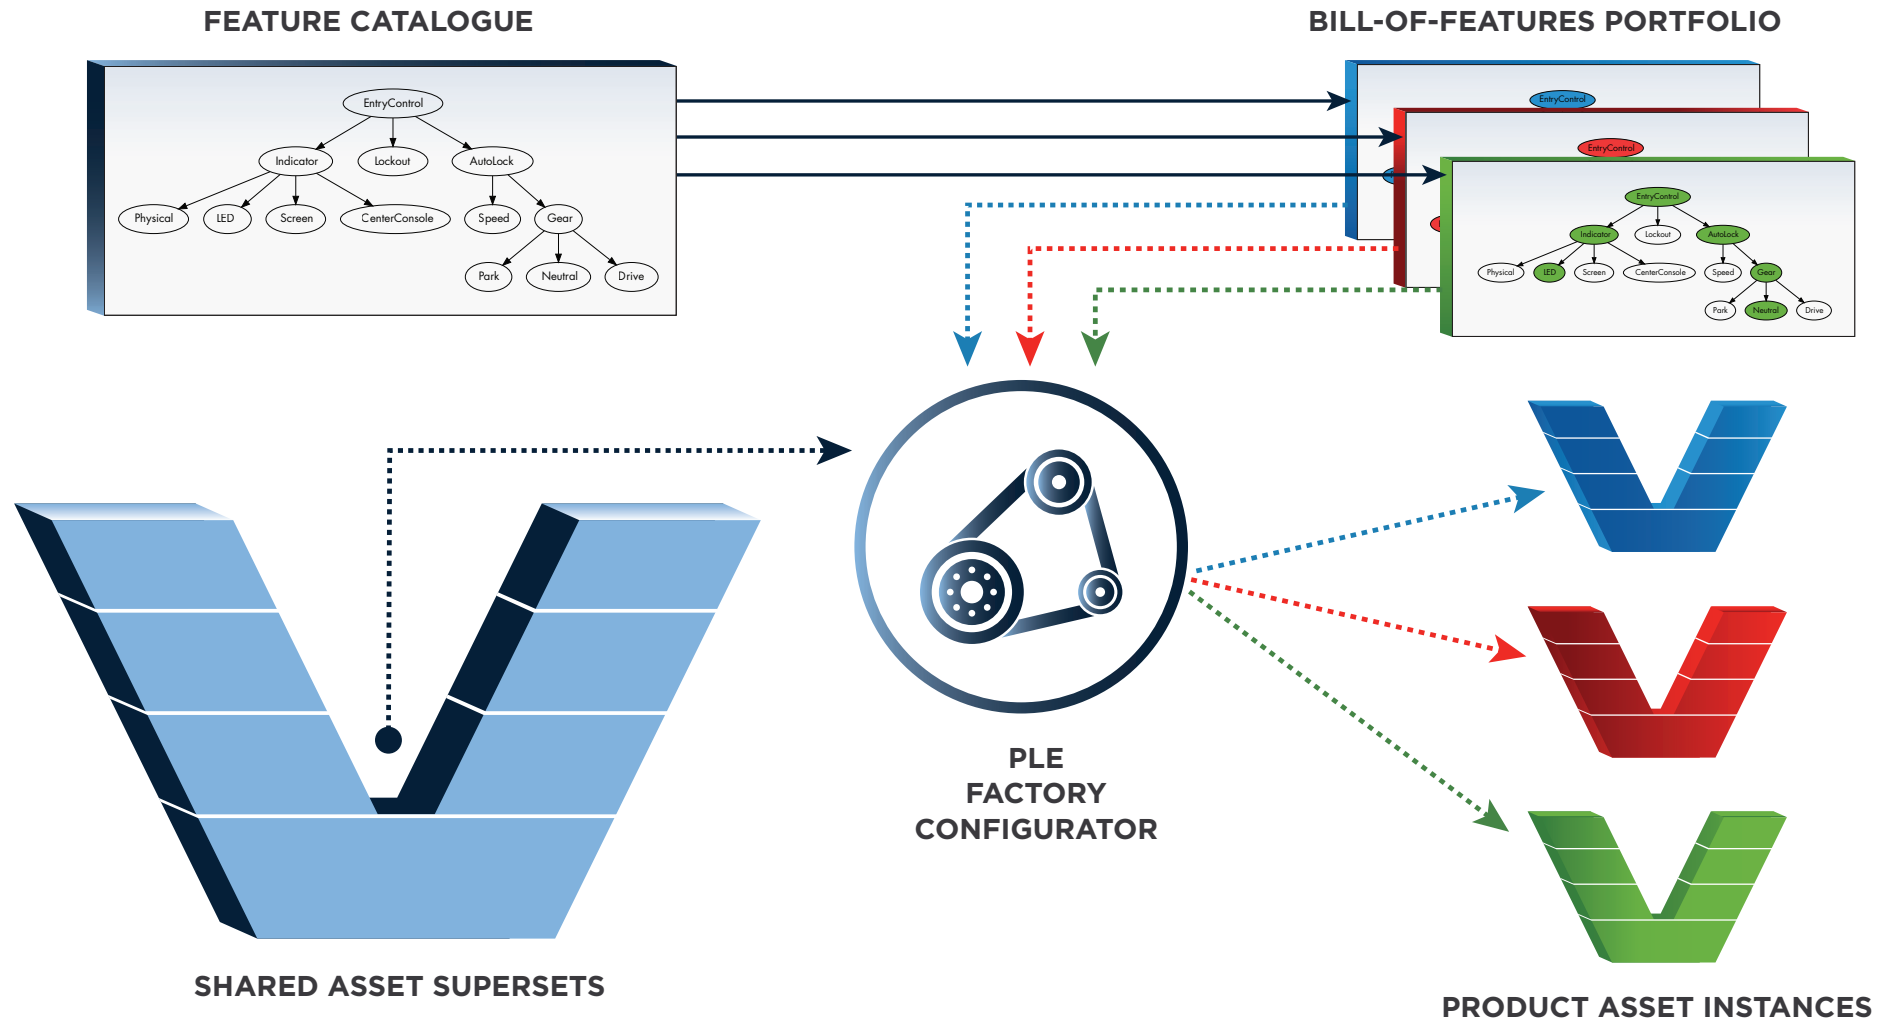 FEATURE CATALOGUE
EntryControl
Indicator
Lockout
AutoLock
Physical
LED
Screen
CenterConsole
Speed
Gear
Park
Neutral
Drive
BILL-OF-FEATURES PORTFOLIO
EntryControl
EntryControl
EntryControl
Indicator
Lockout
AutoLock
Physical
LED
Screen
CenterConsole
Speed
Gear
Park
Neutral
Drive
PLE
FACTORY
CONFIGURATOR
SHARED ASSET SUPERSETS
PRODUCT ASSET INSTANCES